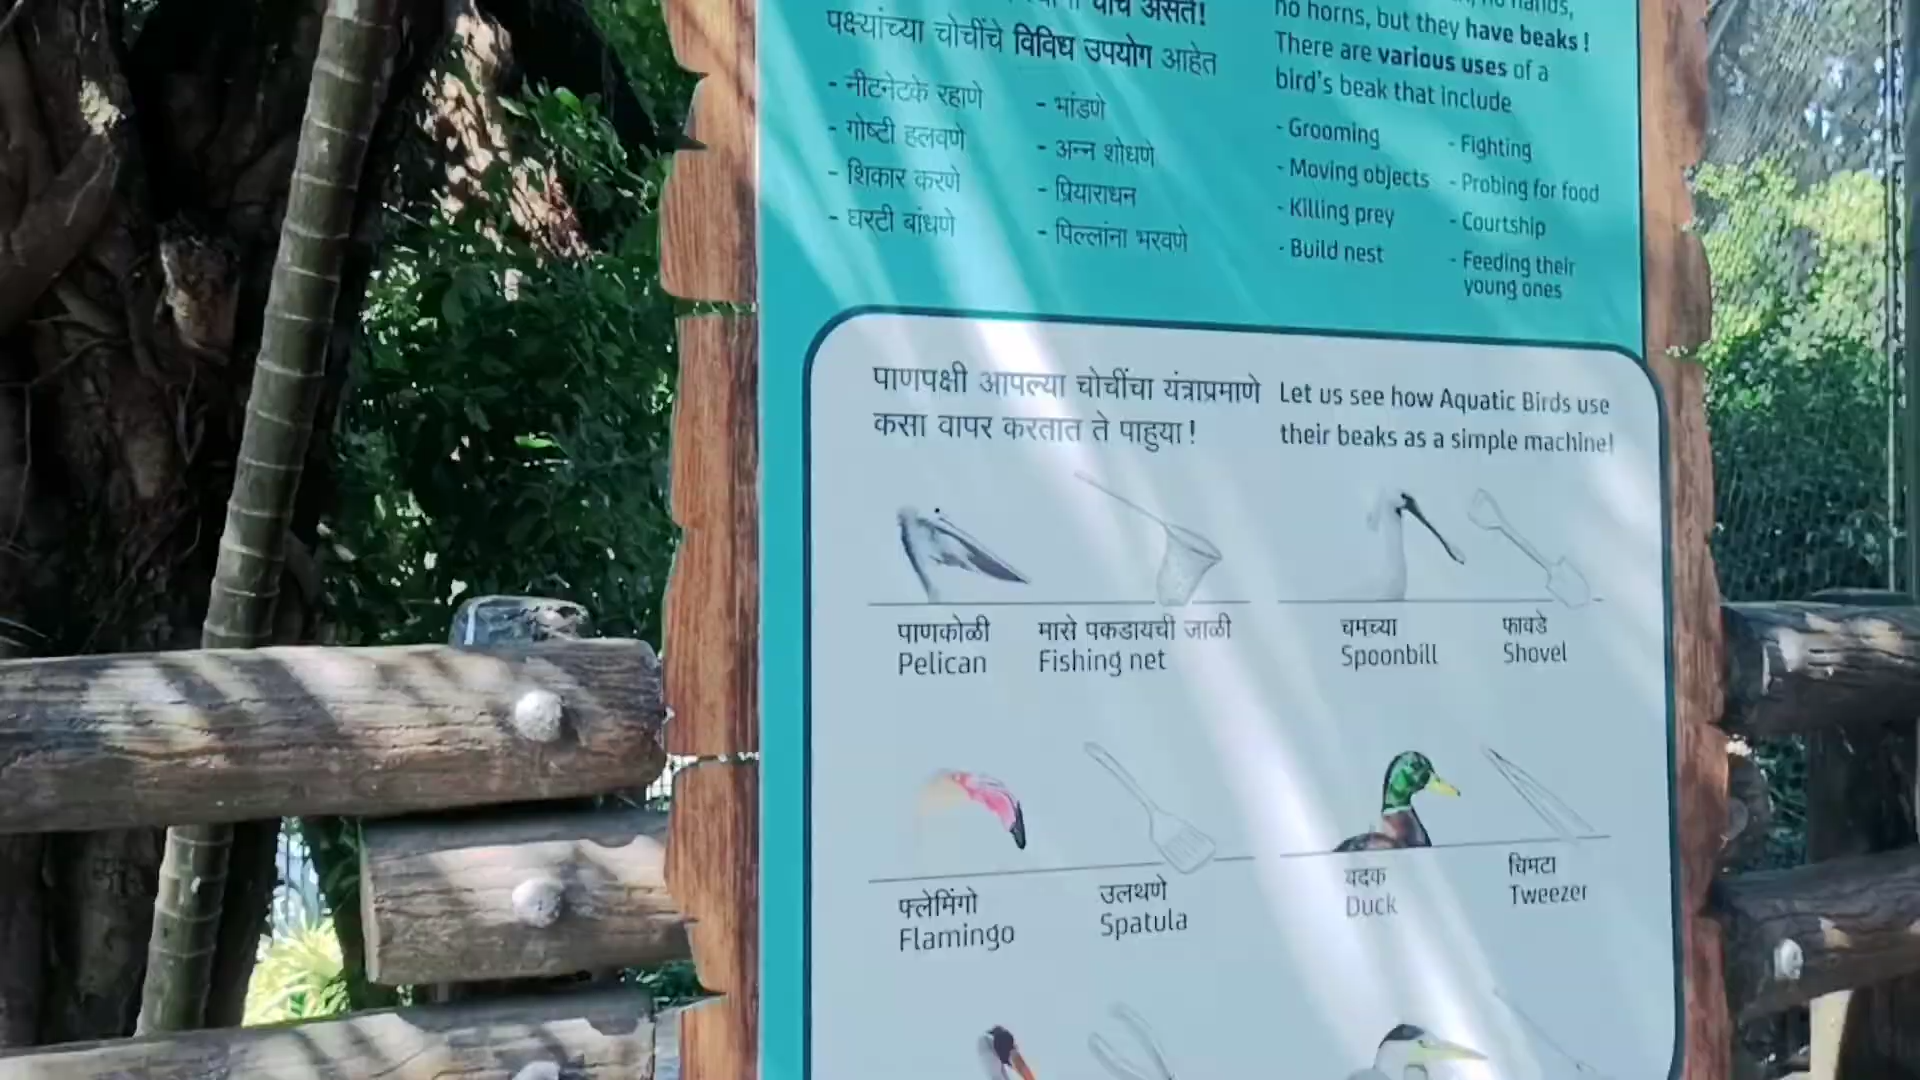 चोच असते!
पक्ष्यांच्या चोचींचे विविध उपयोग आहेत
- नीटनेटके रहाणे
- गोष्टी हलवणे
- शिकार करणे
- घरटी बांधणे
- भांडणे
- अन्न शोधणे
- प्रियाराधन
- पिल्लांना भरवणे
no hands,
no horns, but they have beaks !
There are various uses of a
bird's beak that include
- Grooming
- Moving objects
- Killing prey
- Build nest
- Fighting
- Probing for food
- Courtship
- Feeding their
young ones
पाणपक्षी आपल्या चोचींचा यंत्राप्रमाणे
कसा वापर करतात ते पाहुया !
Let us see how Aquatic Birds use
their beaks as a simple machine!
पाणकोळी
Pelican
मासे पकडायची जाळी
Fishing net
चमच्या
Spoonbill
फावडे
Shovel
फ्लेमिंगो
Flamingo
उलथणे
Spatula
बदक
Duck
चिमटा
Tweezer